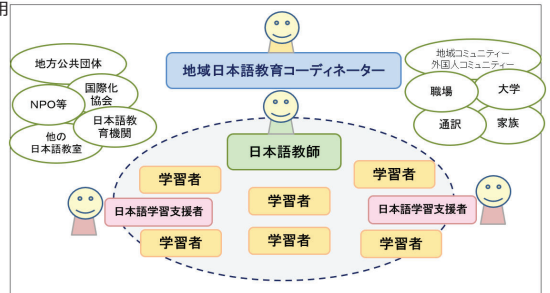 用
地方公共団体
国際化
協会
NPO等
日本語教
育機関
他の
日本語教室
地域日本語教育コーディネーター
地域コミュニティー
外国人コミュニティー
職場
大学
通訳
家族
日本語教師
学習者
学習者
学習者
日本語学習支援者
日本語学習支援者
学習者
学習者
学習者